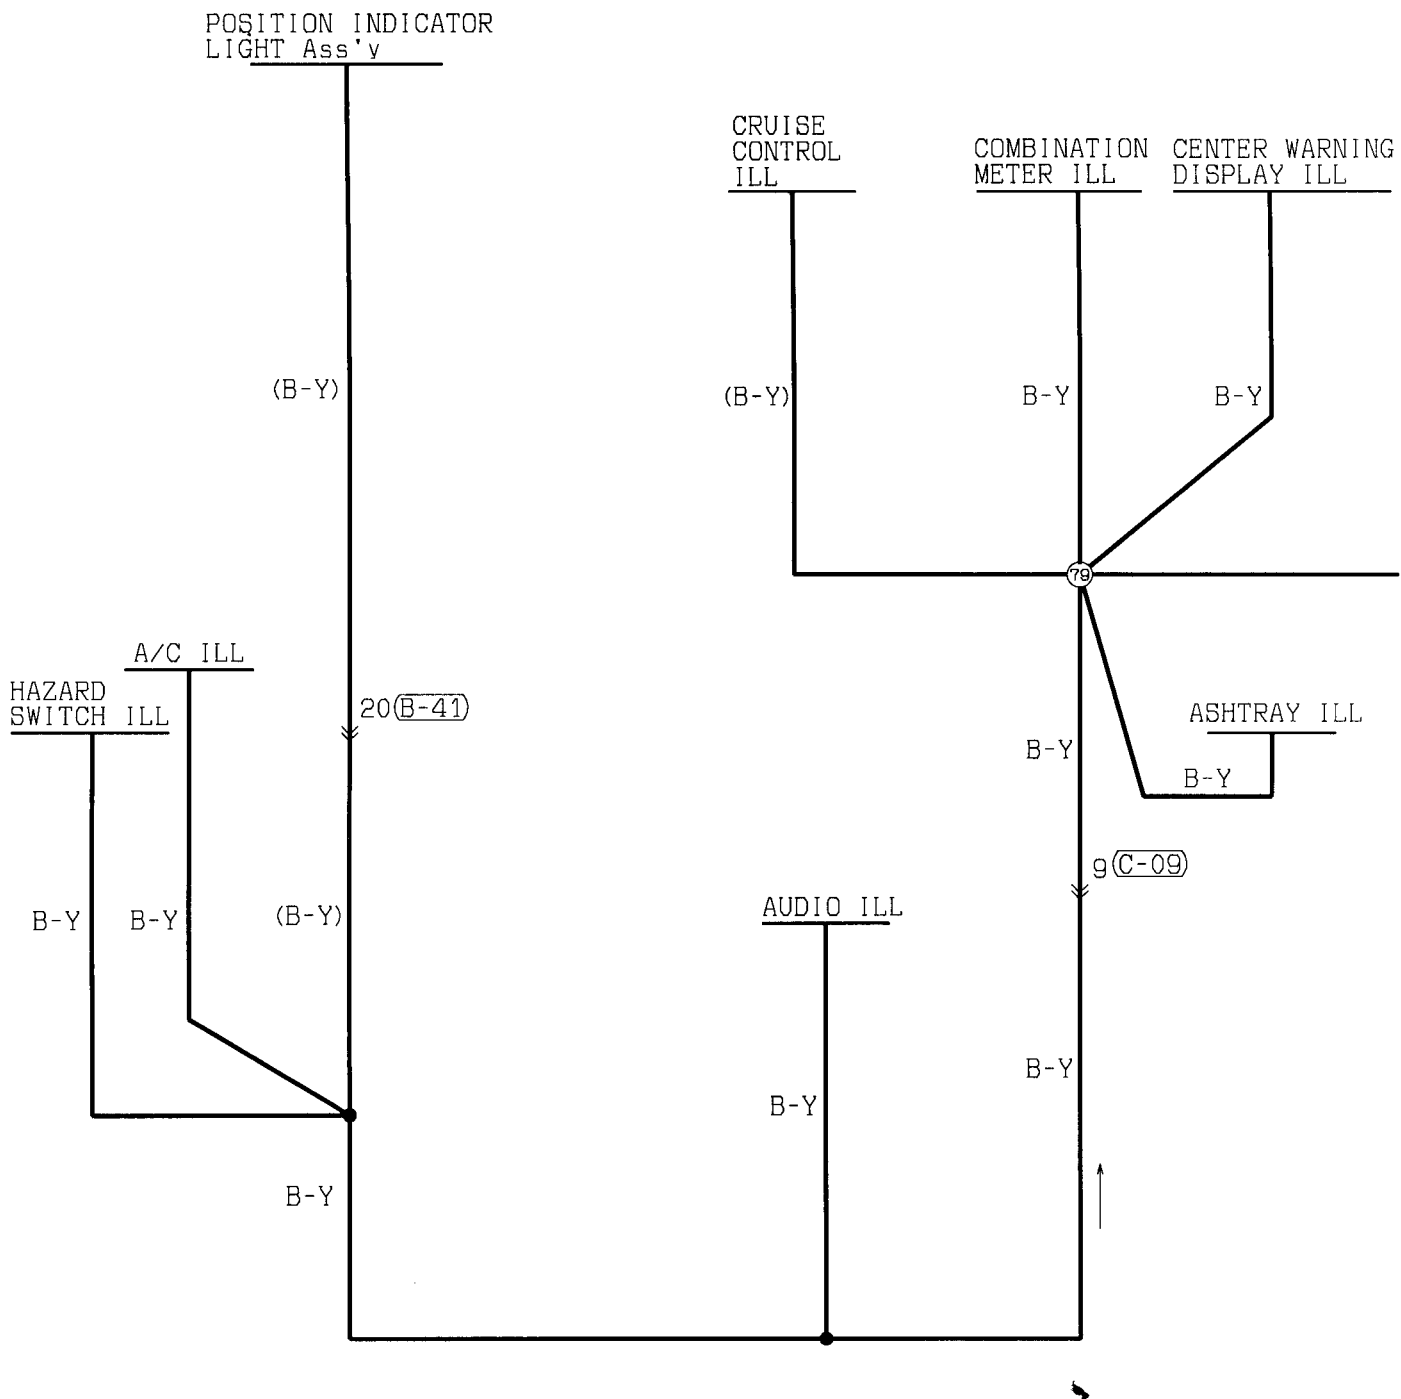 POSITION INDICATOR
LIGHT Ass'y
CRUISE
CONTROL
ILL
COMBINATION
METER ILL
CENTER WARNING
DISPLAY ILL
(B-Y)
(B-Y)
B-Y
B-Y
79
A/C ILL
HAZARD
SWITCH ILL
20 B-41
ASHTRAY ILL
B-Y
B-Y
9 C-09
AUDIO ILL
B-Y
B-Y
(B-Y)
B-Y
B-Y
B-Y